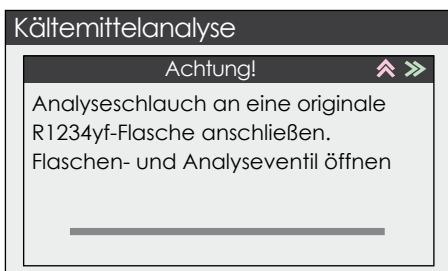 Kältemittelanalyse
Achtung!
Analyseschlauch an eine originale
R1234yf-Flasche anschließen.
Flaschen- und Analyseventil öffnen